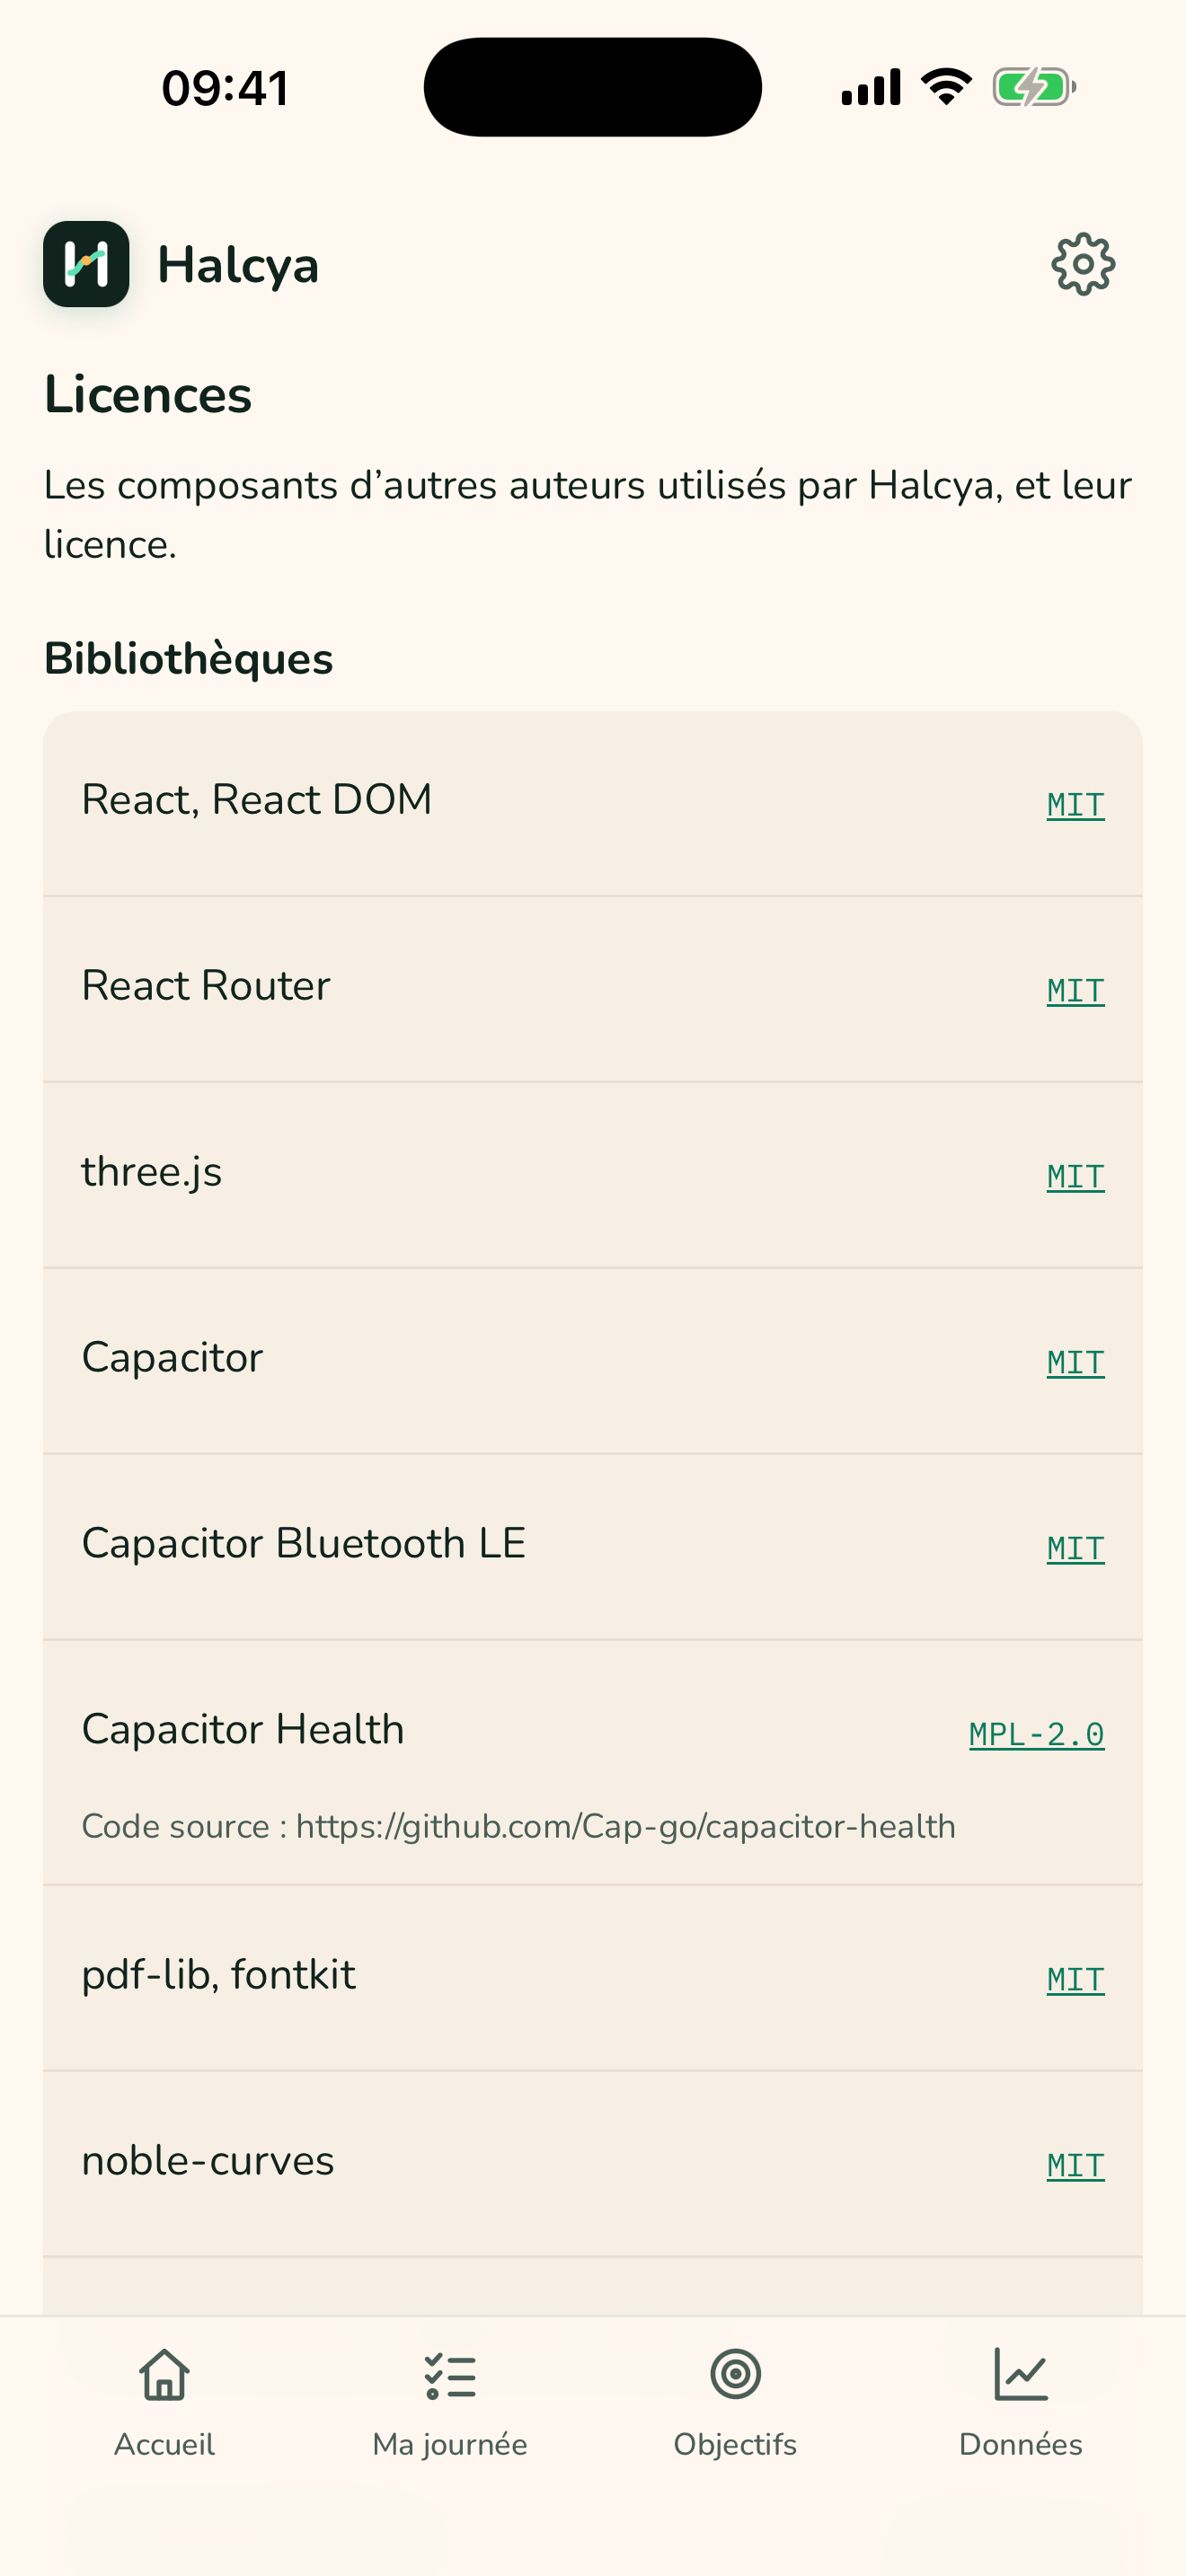 09:41
Halcya
Licences
Les composants d’autres auteurs utilisés par Halcya, et leur
licence.
Bibliothèques
React, React DOM MIT
React Router MIT
three.js MIT
Capacitor MIT
Capacitor Bluetooth LE MIT
Capacitor Health MPL-2.0
Code source : https://github.com/Cap-go/capacitor-health
pdf-lib, fontkit MIT
noble-curves MIT
Accueil Ma journée Objectifs Données